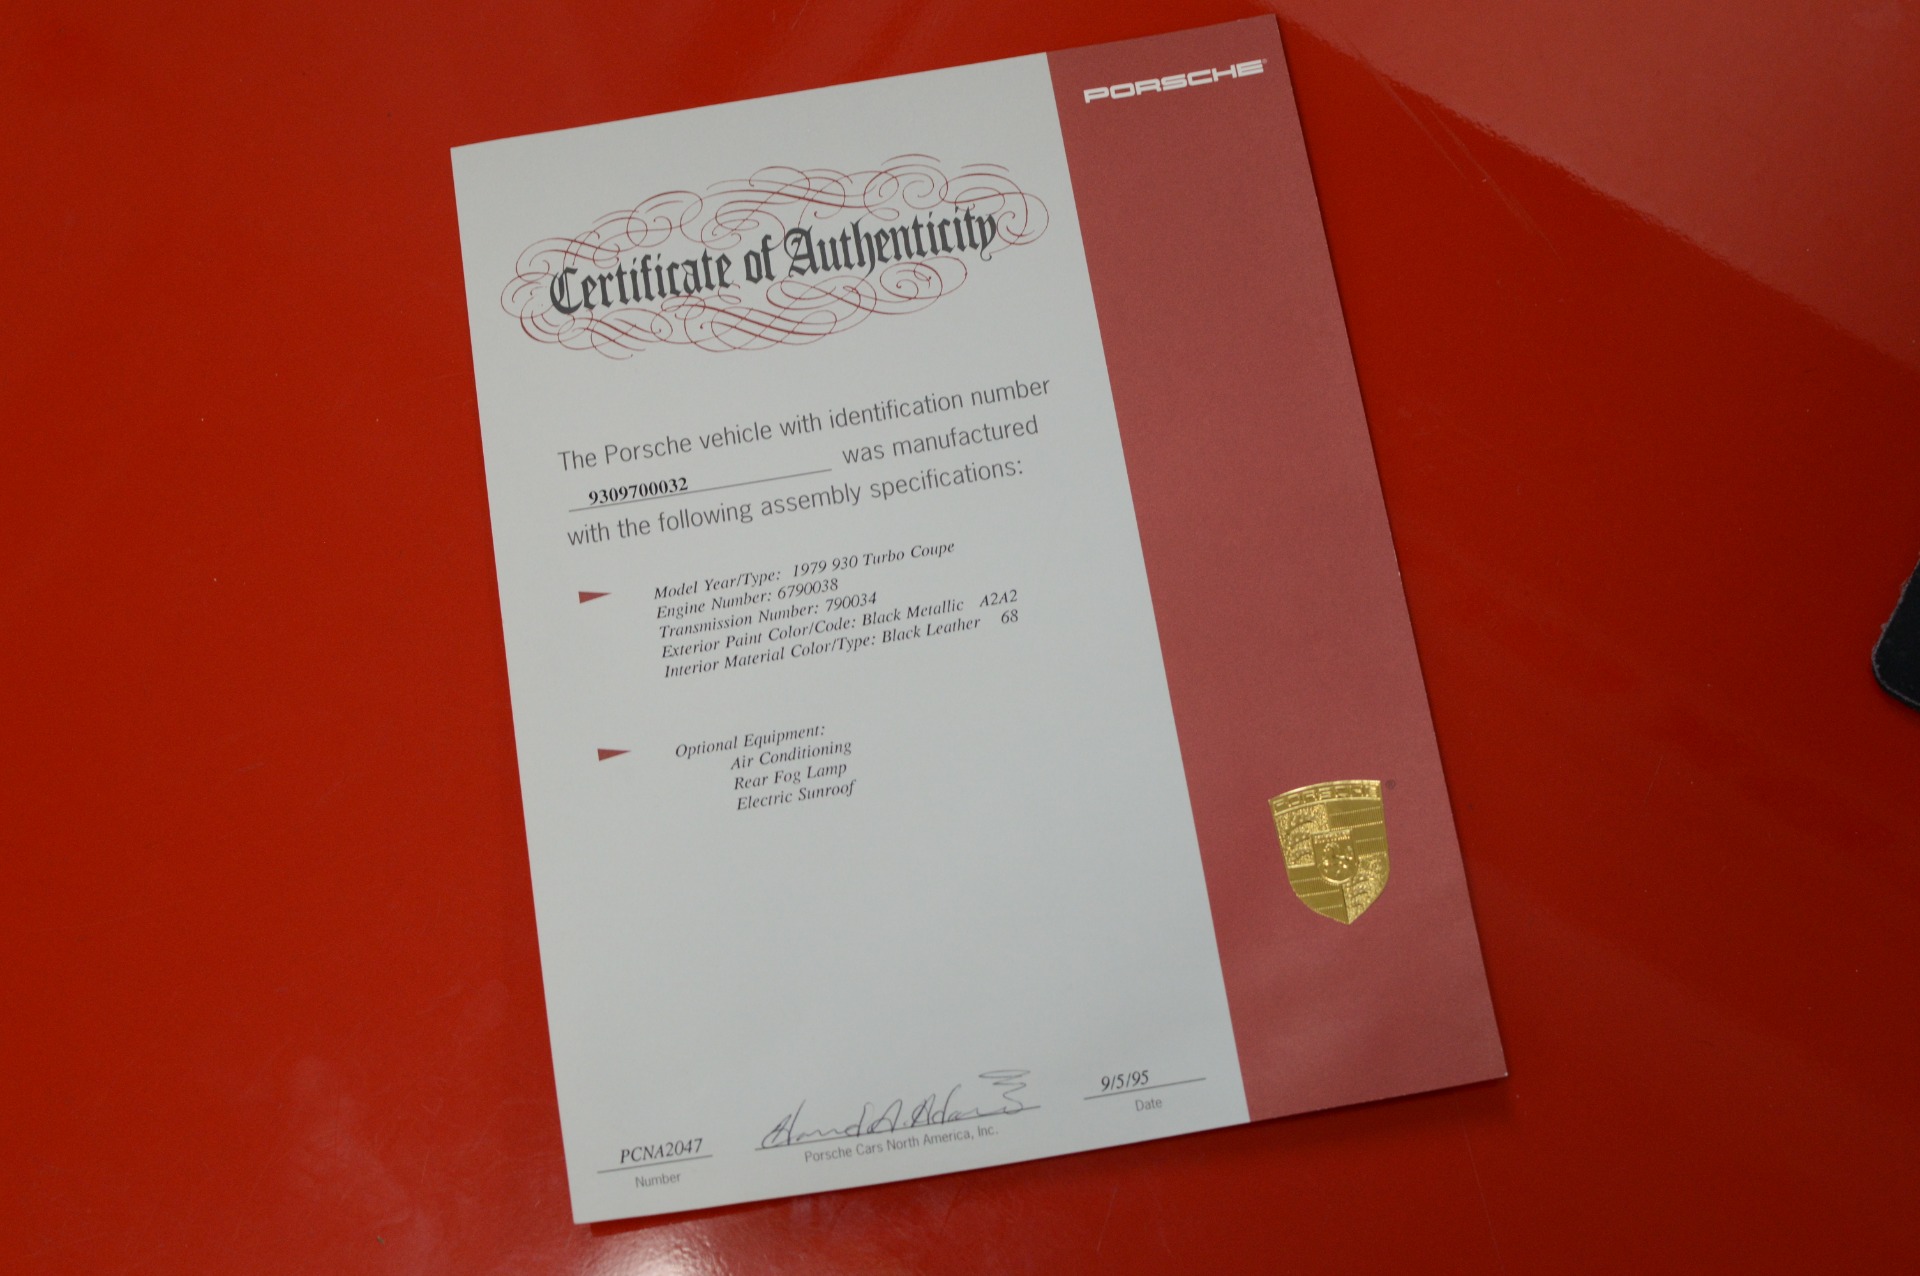 PORSCHE
Certificate of Authenticity
The Porsche vehicle with identification number
9309700032 was manufactured
with the following assembly specifications:
Model Year/Type: 1979 930 Turbo Coupe
Engine Number: 6790038
Transmission Number: 790034
Exterior Paint Color/Code: Black Metallic A2A2
Interior Material Color/Type: Black Leather 68
Optional Equipment:
Air Conditioning
Rear Fog Lamp
Electric Sunroof
PORSCHE
9/5/95
Date
Porsche Cars North America, Inc.
PCNA2047
Number